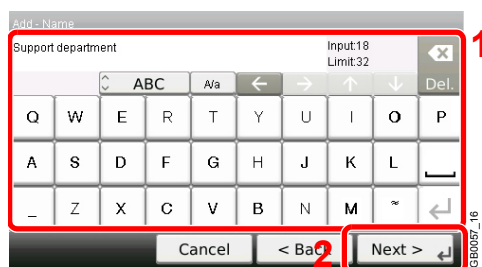 Add - Name
Support department
Input:18
Limit:32
1
ABC A/a ← → ↑ ↓ Del.
Q W E R T Y U I O P
A S D F G H J K L
_ Z X C V B N M ~
Cancel < Back 2 Next >
GB0057_16